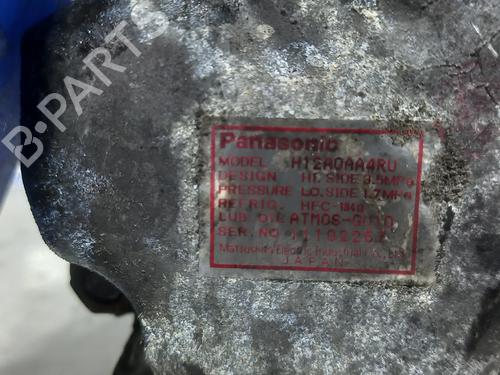 B-PARTS
Panasonic
MODEL H12A0AA4RU
DESIGN HI. SIDE 3.5MPa
PRESSURE LO. SIDE 1.7MPa
REFRIG. HFC-134a
LUB. OIL ATMOS-GU10
SERV. NO.
JAPAN